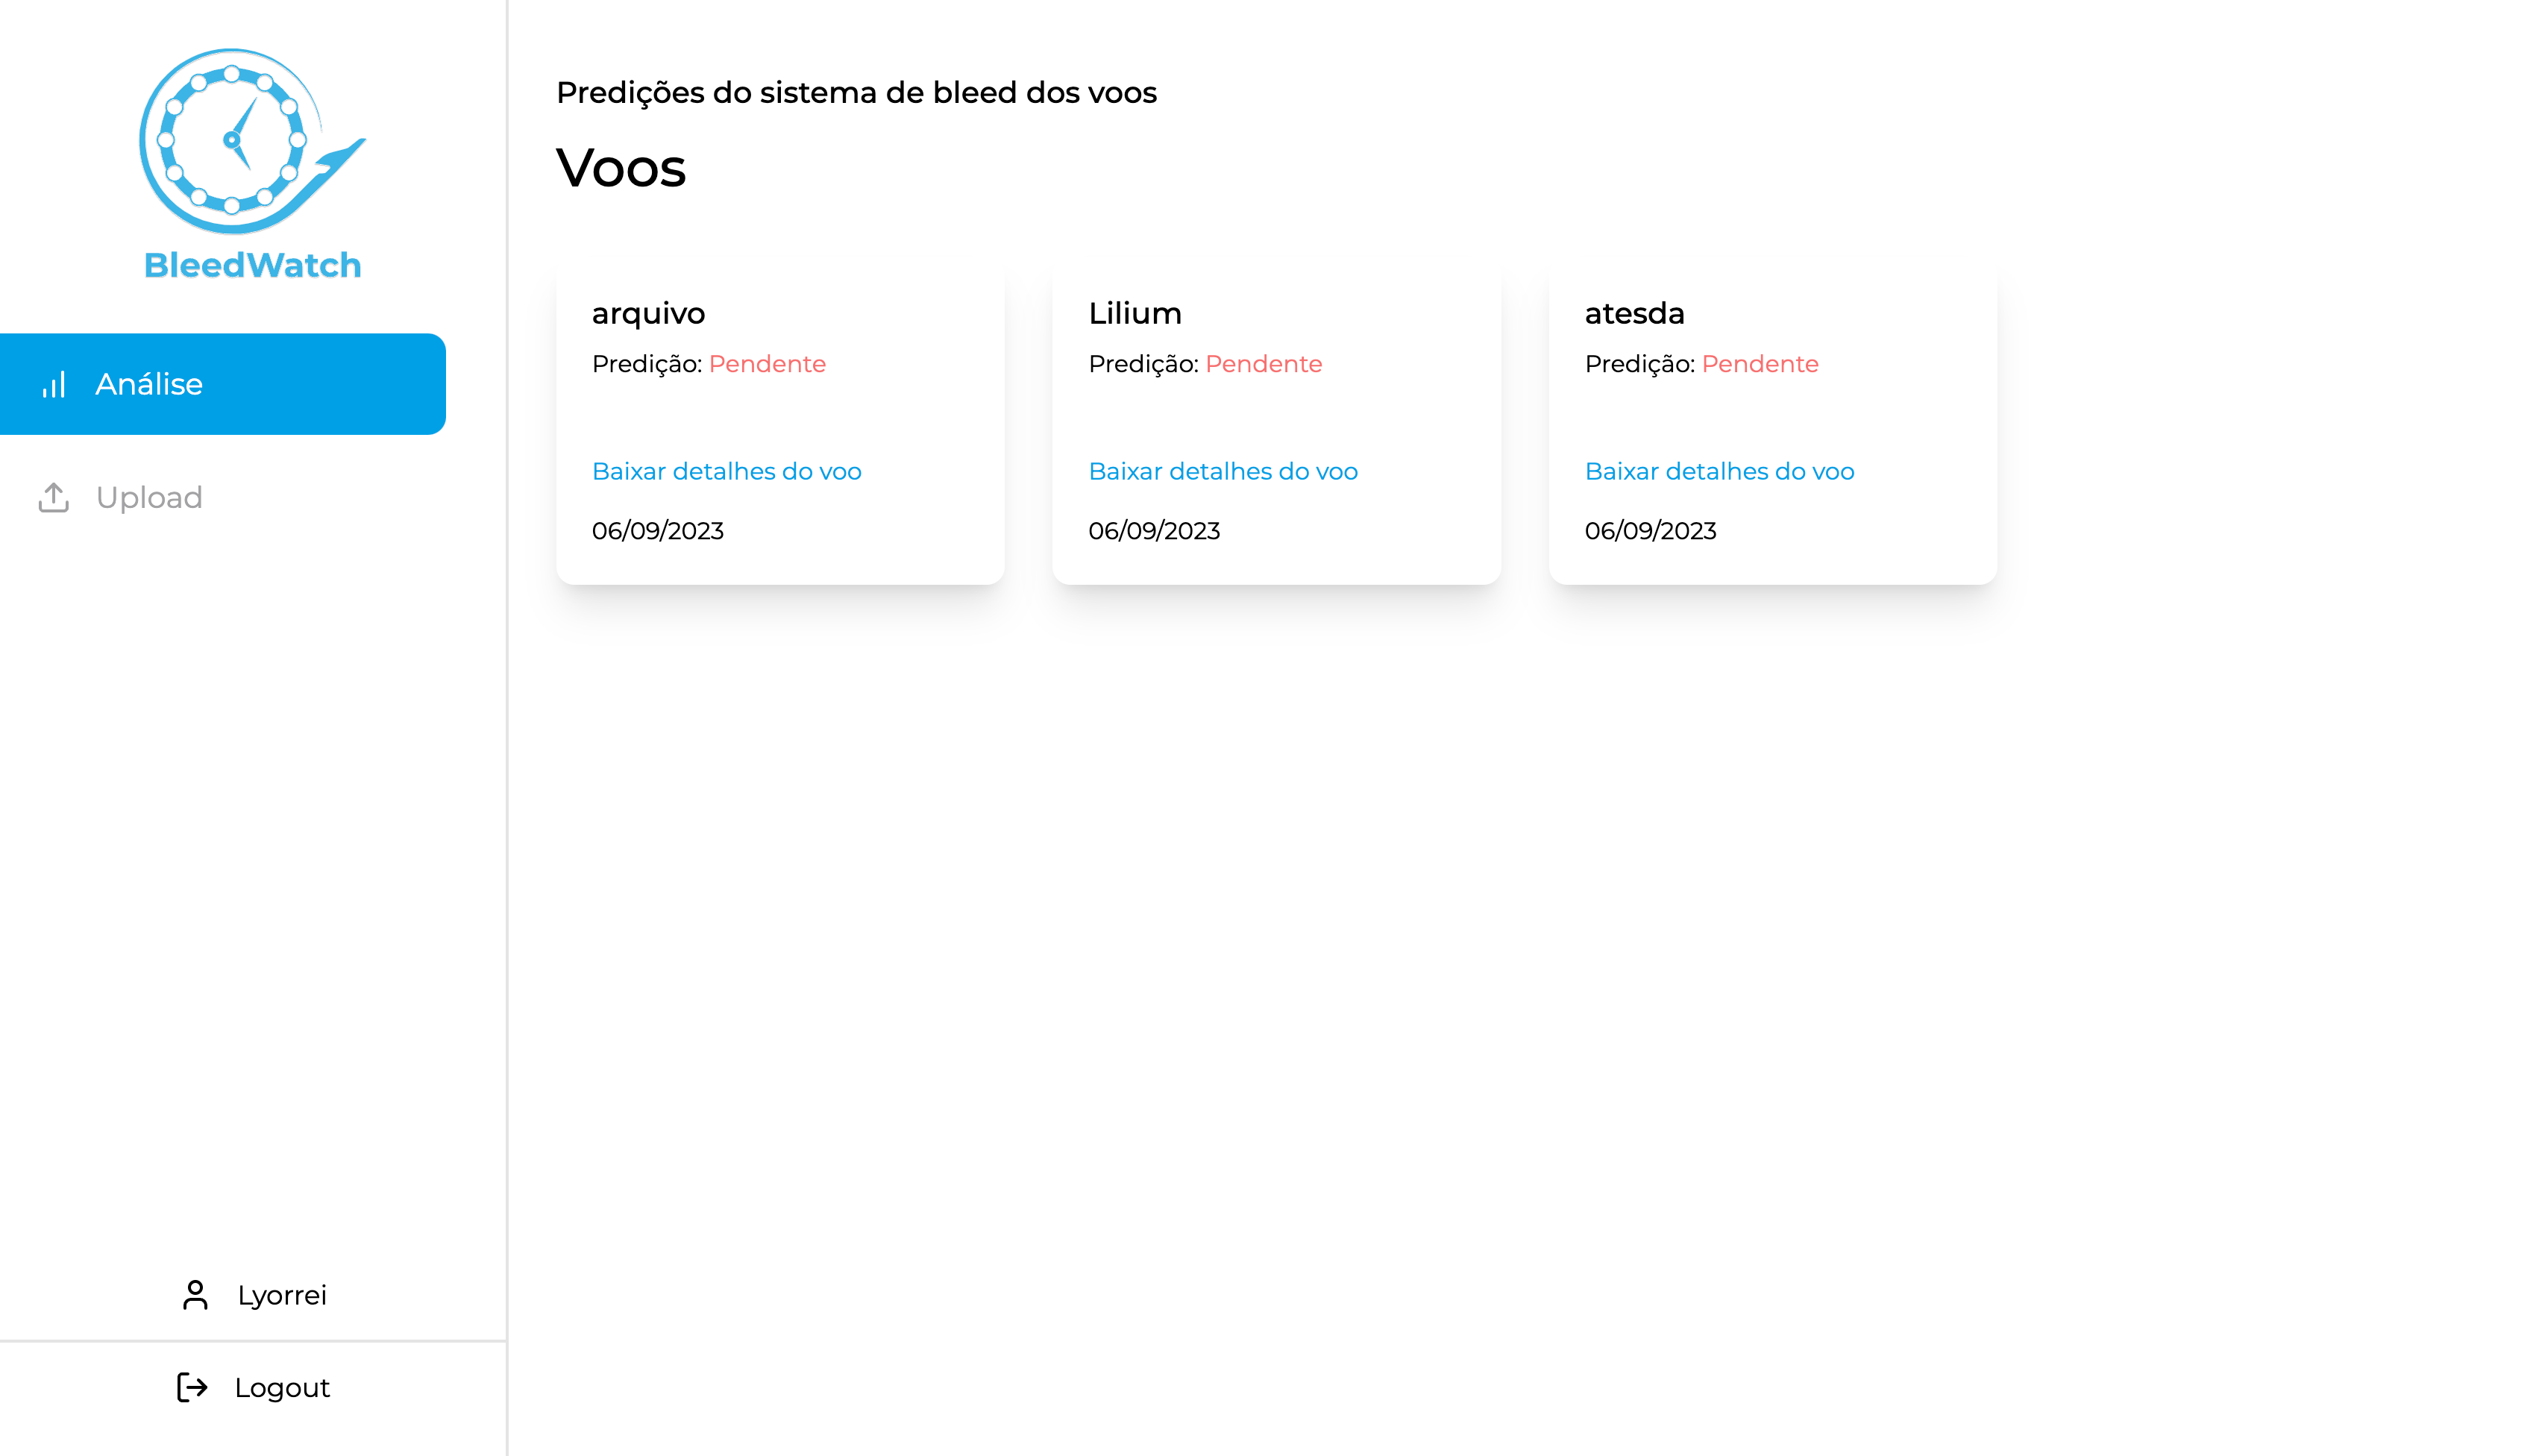 BleedWatch
Análise
Upload
Lyorrei
Logout
Predições do sistema de bleed dos voos
Voos
arquivo
Predição: Pendente
Baixar detalhes do voo
06/09/2023
Lilium
Predição: Pendente
Baixar detalhes do voo
06/09/2023
atesda
Predição: Pendente
Baixar detalhes do voo
06/09/2023